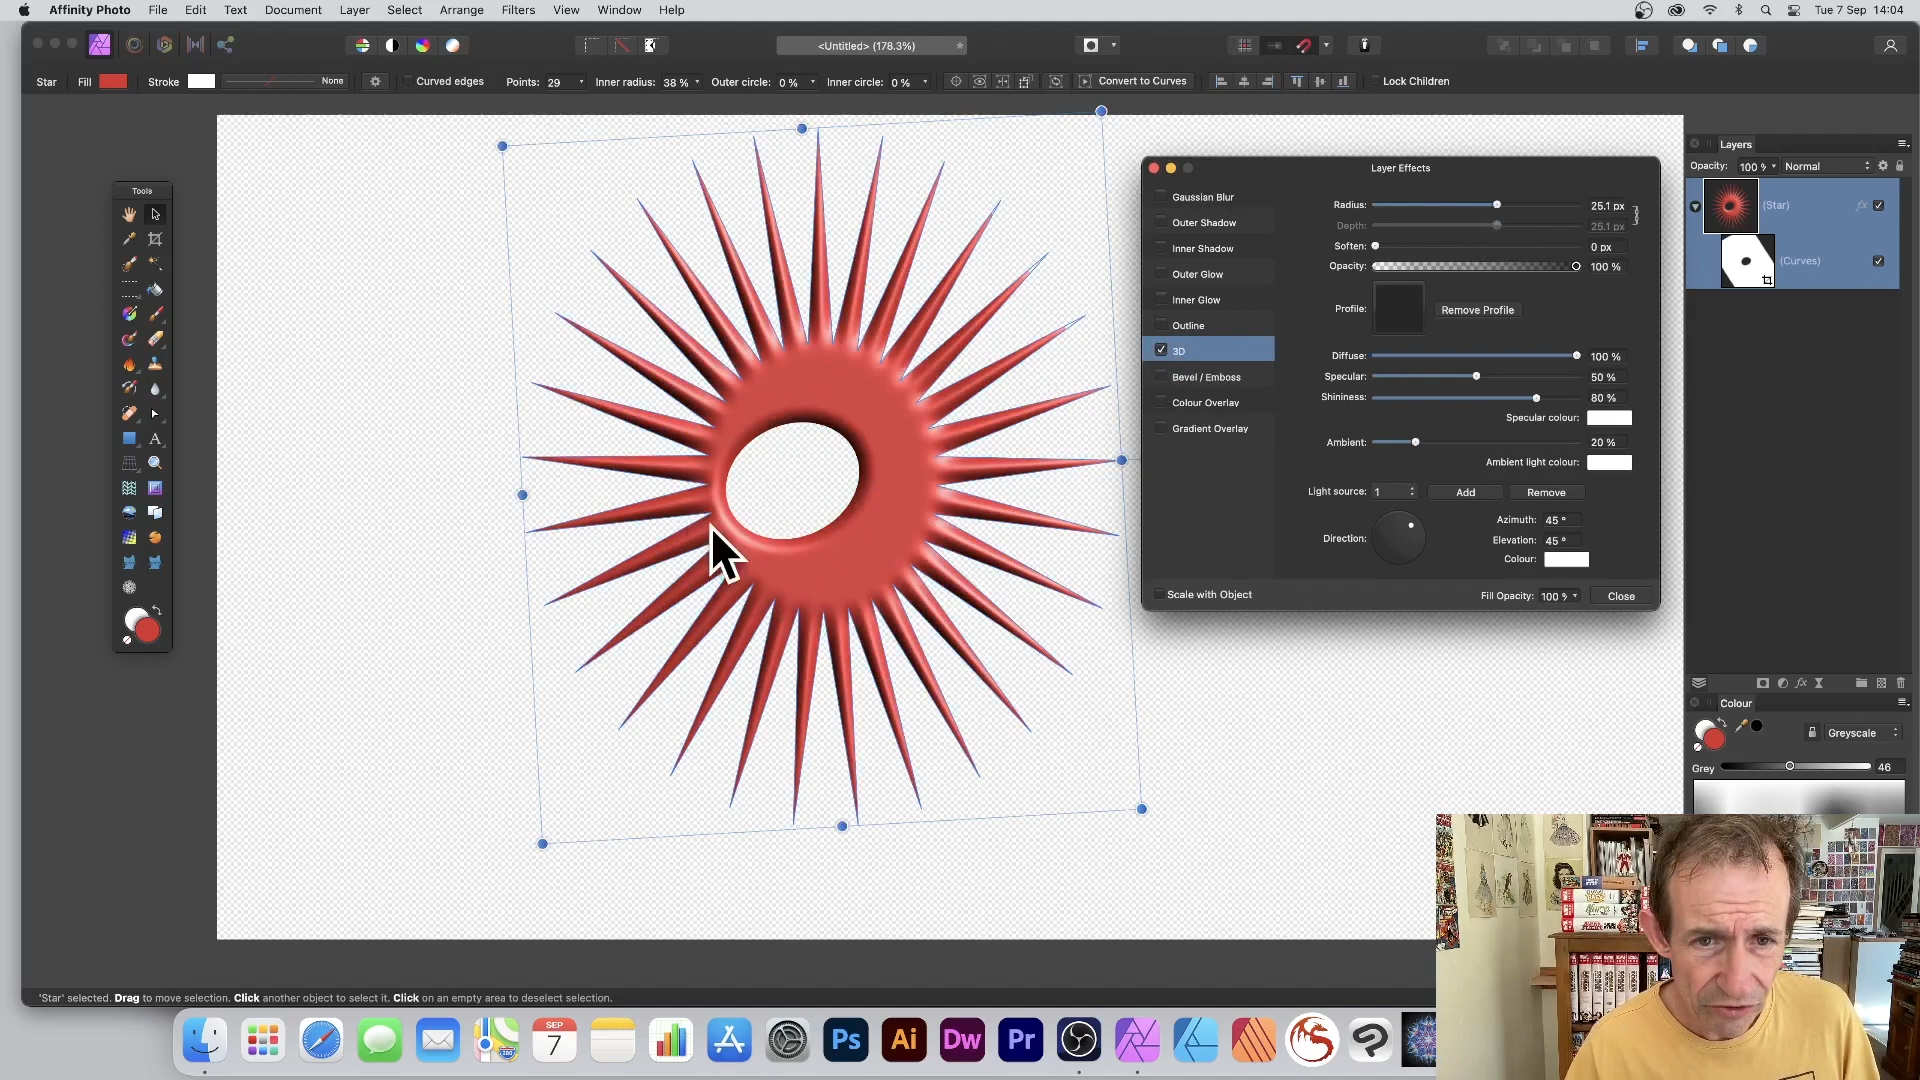 Affinity Photo File Edit Text Document Layer Select Arrange Filters View Window Help Tue 7 Sep 14:04
<Untitled> (178.3%) *
Star Fill Stroke None Curved edges Points: 29 Inner radius: 38 % Outer circle: 0 % Inner circle: 0 % Convert to Curves Lock Children
Tools
Layer Effects
Gaussian Blur
Outer Shadow
Inner Shadow
Outer Glow
Inner Glow
Outline
3D
Bevel / Emboss
Colour Overlay
Gradient Overlay
Radius: 25.1 px
Depth: 25.1 px
Soften: 0 px
Opacity: 100 %
Profile: Remove Profile
Diffuse: 100 %
Specular: 50 %
Shininess: 80 %
Specular colour:
Ambient: 20 %
Ambient light colour:
Light source: 1 Add Remove
Direction:
Azimuth: 45 °
Elevation: 45 °
Colour:
Scale with Object Fill Opacity: 100 % Close
Layers
Opacity: 100 % Normal
(Star) fx
(Curves)
fx
Colour
Greyscale
Grey 46
'Star' selected. Drag to move selection. Click another object to select it. Click on an empty area to deselect selection.
SEP
7
280
Ps Ai Dw Pr